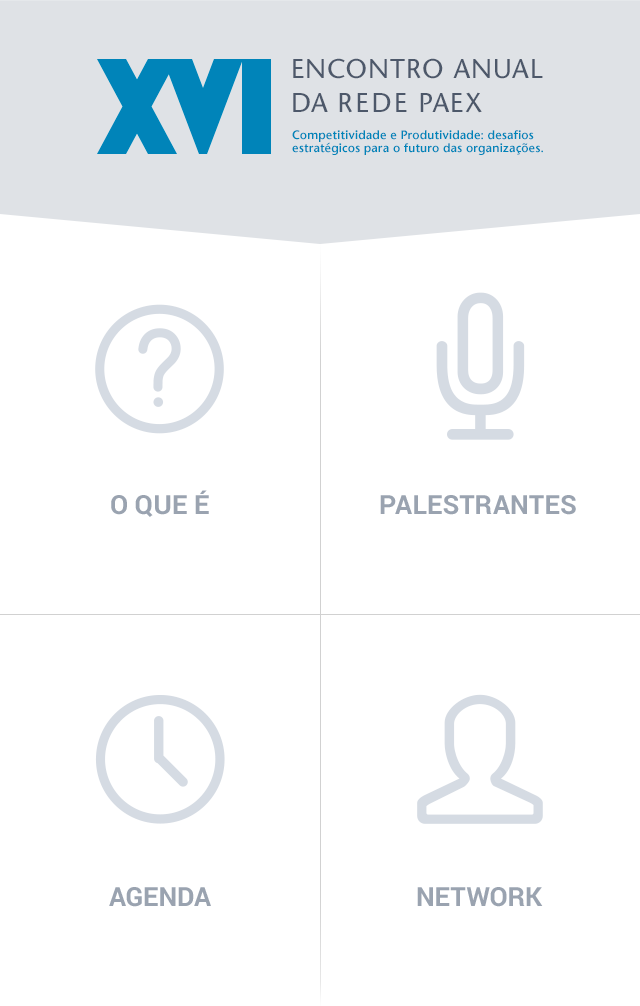 XVI
ENCONTRO ANUAL
DA REDE PAEX
Competitividade e Produtividade: desafios
estratégicos para o futuro das organizações.
O QUE É
PALESTRANTES
AGENDA
NETWORK